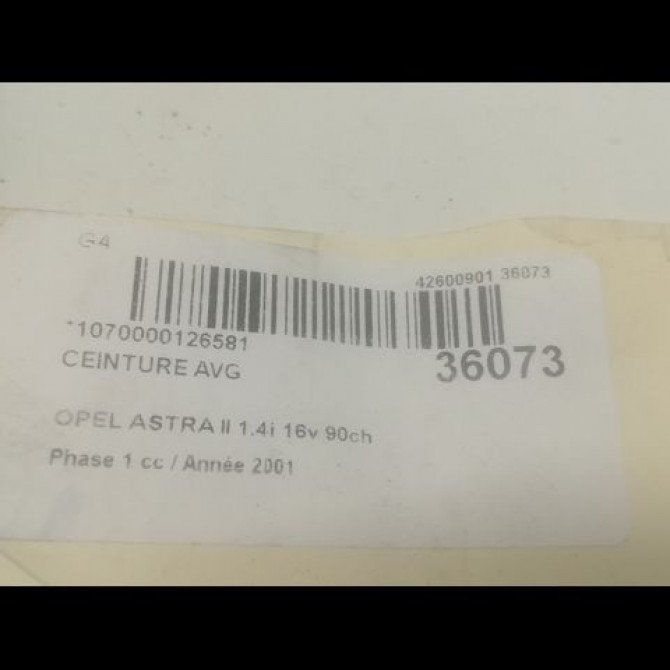 G4
42600901 36073
*1070000126581
36073
CEINTURE AVG
OPEL ASTRA II 1.4i 16v 90ch
Phase 1 cc / Année 2001